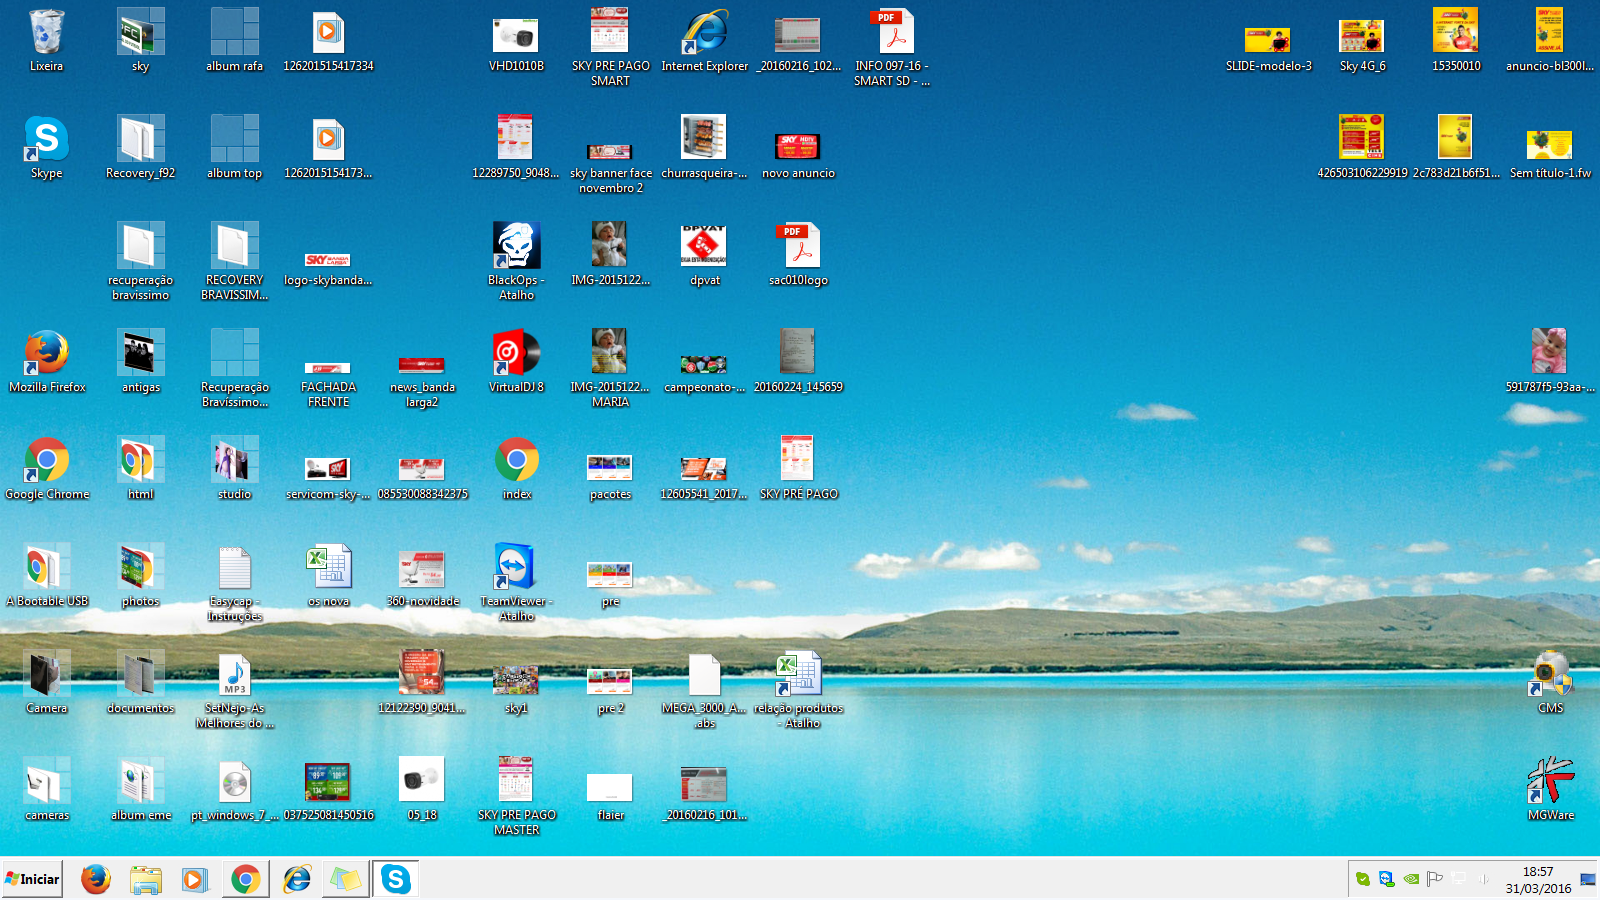 Lixeira
sky
album rafa
126201515417334
VHD1010B
SKY PRE PAGO
SMART
Internet Explorer
_20160216_102...
INFO 097-16 -
SMART SD - ...
SLIDE-modelo-3
Sky 4G_6
15350010
anuncio-bl300l...
Skype
Recovery_f92
album top
1262015154173...
12289750_9048...
sky banner face
novembro 2
churrasqueira-...
novo anuncio
426503106229919
2c783d21b6f51...
Sem título-1.fw
recuperação
bravissimo
RECOVERY
BRAVISSIM...
logo-skybanda...
BlackOps -
Atalho
IMG-2015122...
DPVAT
dpvat
PDF
sac010logo
Mozilla Firefox
antigas
Recuperação
Bravíssimo...
FACHADA
FRENTE
news_banda
larga2
VirtualDJ 8
IMG-2015122...
MARIA
campeonato-...
20160224_145659
591787f5-93aa-...
Google Chrome
html
studio
servicom-sky-...
085530088342375
index
pacotes
12605541_2017...
SKY PRÉ PAGO
A Bootable USB
photos
Easycap -
Instruções
os nova
360-novidade
TeamViewer -
Atalho
pre
Camera
documentos
MP3
SetNejo-As
Melhores do ...
12122390_9041...
sky1
pre 2
MEGA_3000_A...
.abs
relação produtos
- Atalho
CMS
cameras
album eme
pt_windows_7_...
037525081450516
05_18
SKY PRE PAGO
MASTER
flaier
_20160216_101...
MGWare
Iniciar
18:57
31/03/2016